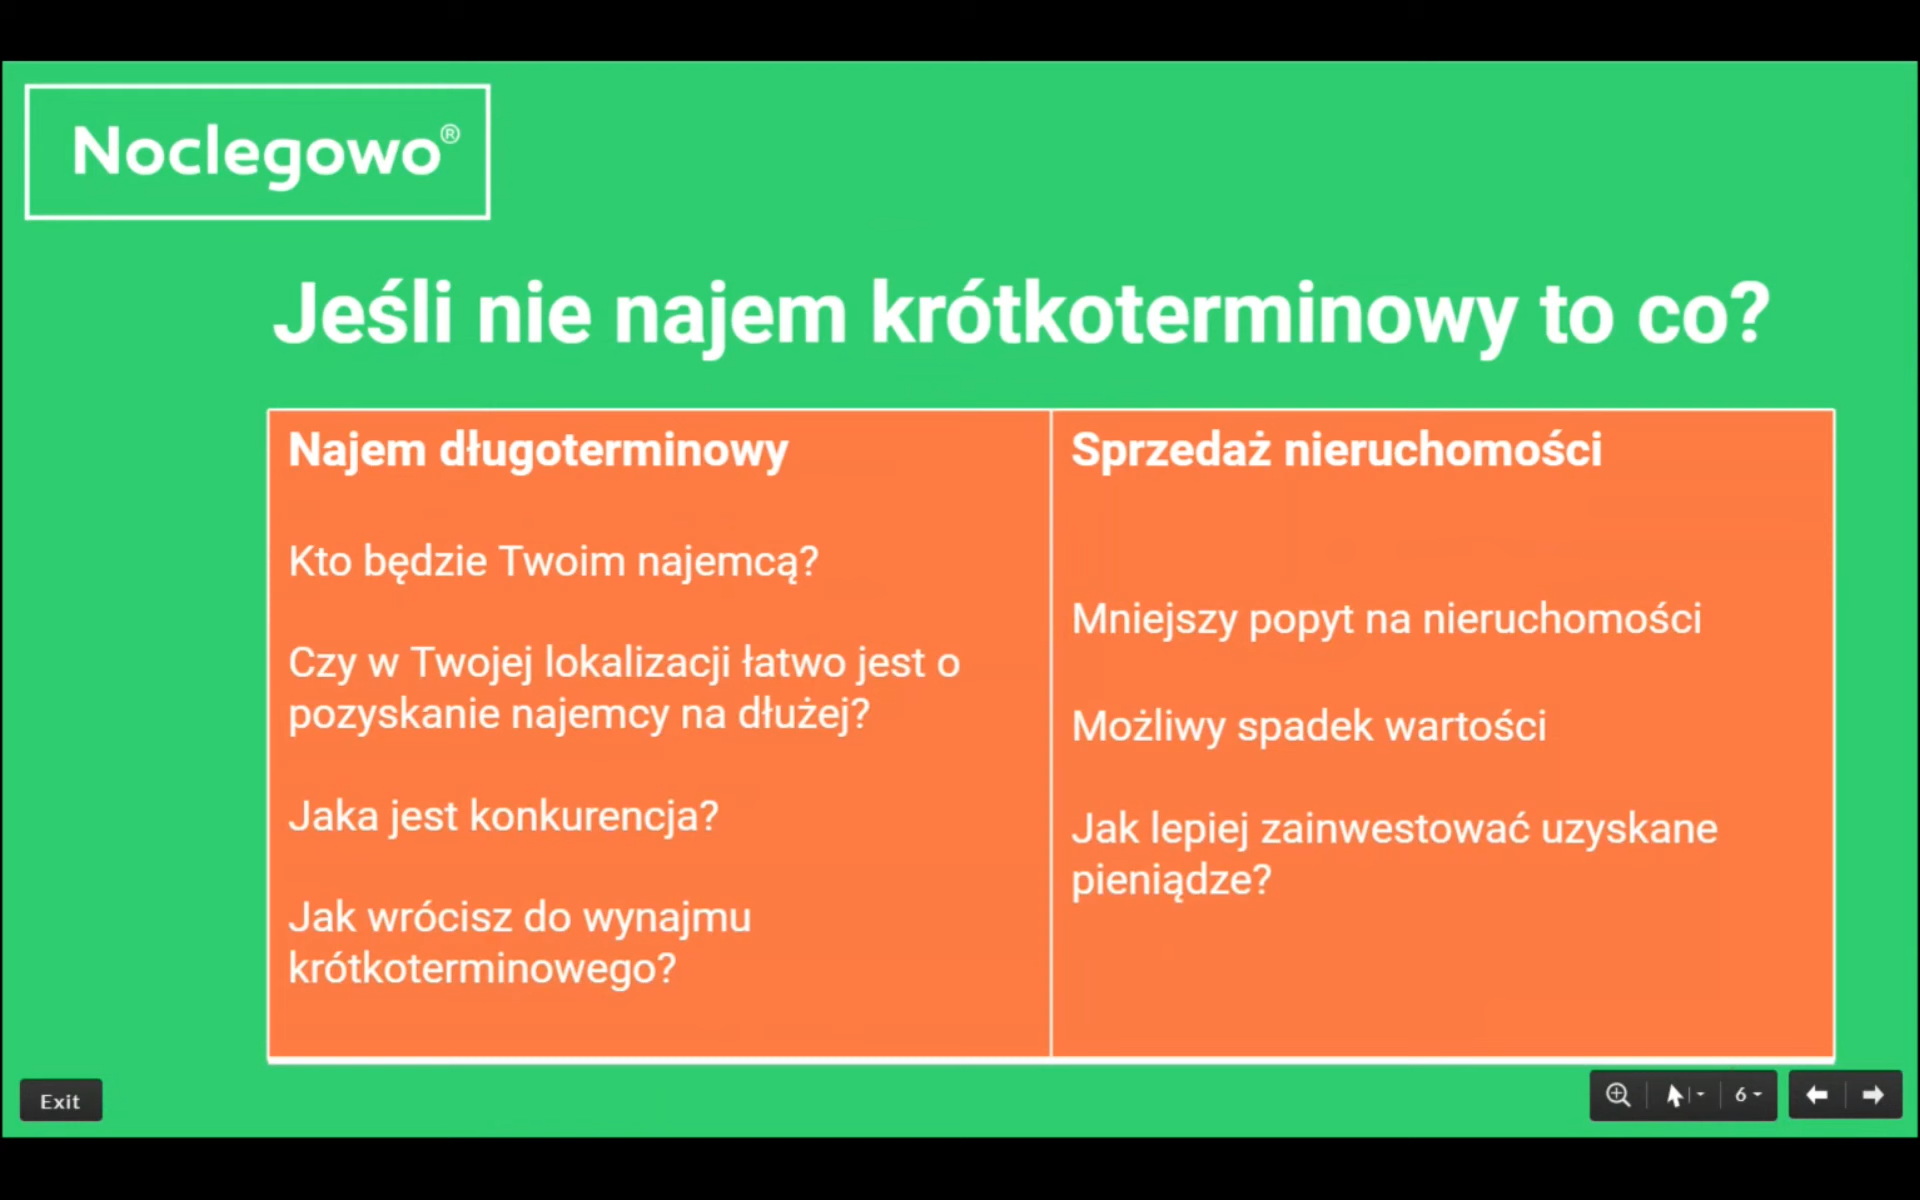 Noclegowo®
Jeśli nie najem krótkoterminowy to co?
Najem długoterminowy
Kto będzie Twoim najemcą?
Czy w Twojej lokalizacji łatwo jest o
pozyskanie najemcy na dłużej?
Jaka jest konkurencja?
Jak wrócisz do wynajmu
krótkoterminowego?
Sprzedaż nieruchomości
Mniejszy popyt na nieruchomości
Możliwy spadek wartości
Jak lepiej zainwestować uzyskane
pieniądze?
Exit
6